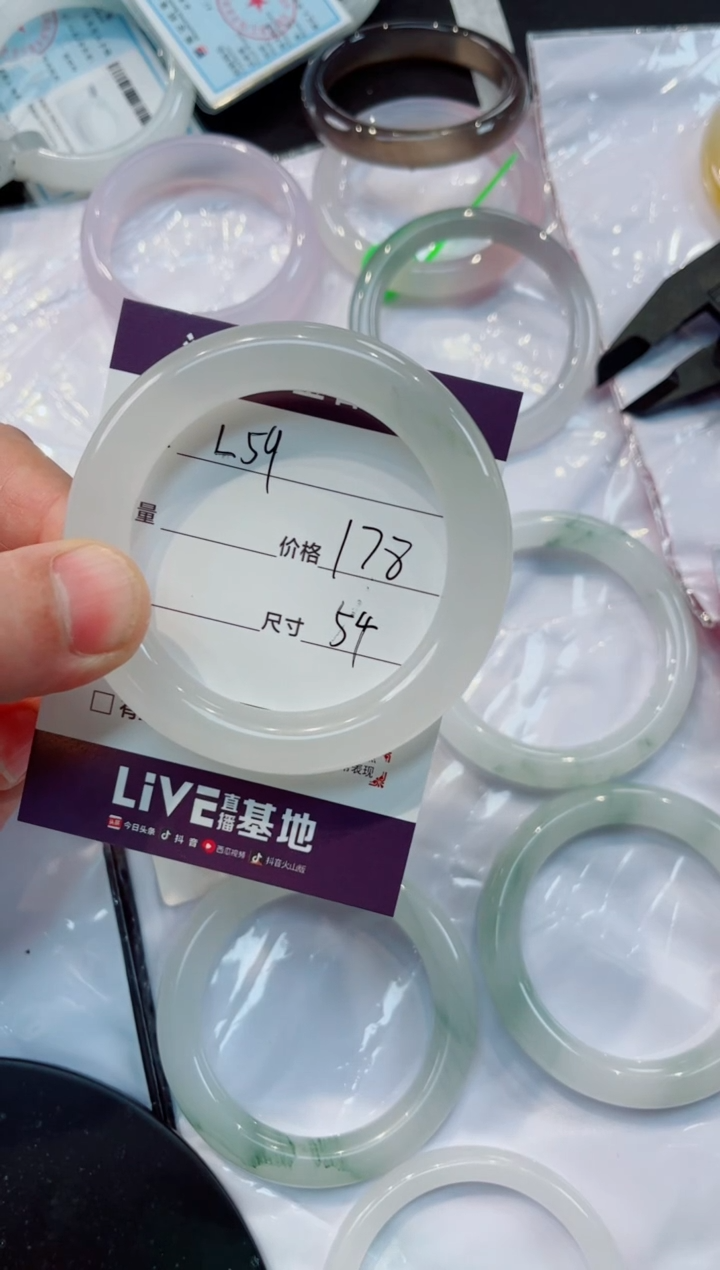 L59
量 价格 178
尺寸 54
有
LiVE直播基地
今日头条 抖音 西瓜视频 抖音火山版